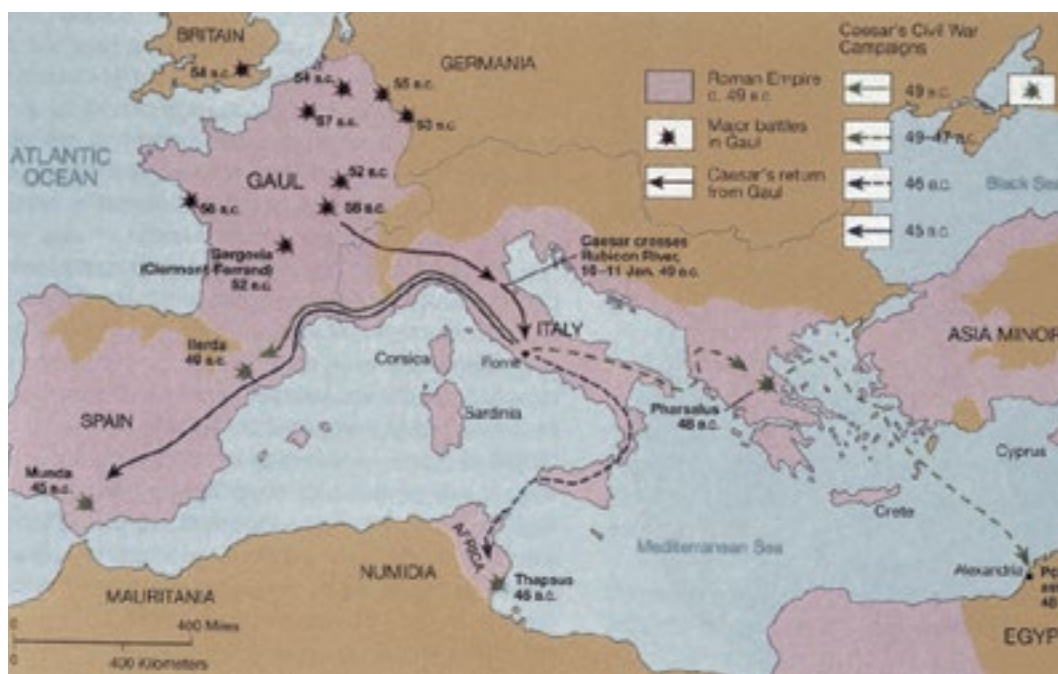 BRITAIN
54 B.C.
GERMANIA
54 B.C.
55 B.C.
57 B.C.
53 B.C.
ATLANTIC
OCEAN
GAUL
52 B.C.
56 B.C.
58 B.C.
Gergovia
(Clermont-Ferrand)
52 B.C.
Roman Empire
c. 49 B.C.
Major battles
in Gaul
Caesar's return
from Gaul
Caesar's Civil War
Campaigns
49 B.C.
49-47 B.C.
46 B.C.
45 B.C.
Black Sea
Caesar crosses
Rubicon River,
10-11 Jan. 49 B.C.
ITALY
Rome
Corsica
Sardinia
Ilerda
49 B.C.
SPAIN
Munda
45 B.C.
Pharsalus
48 B.C.
ASIA MINOR
Cyprus
Crete
Mediterranean Sea
Alexandria
EGYP
AFRICA
Thapsus
46 B.C.
NUMIDIA
MAURITANIA
0
400 Miles
0
400 Kilometers